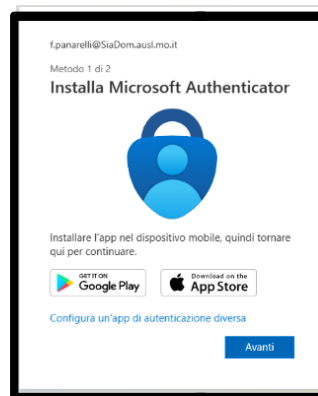 f.panarelli@SiaDom.ausl.mo.it
Metodo 1 di 2
Installa Microsoft Authenticator
Installare l'app nel dispositivo mobile, quindi tornare
qui per continuare.
GET IT ON
Google Play
Download on the
App Store
Configura un'app di autenticazione diversa
Avanti